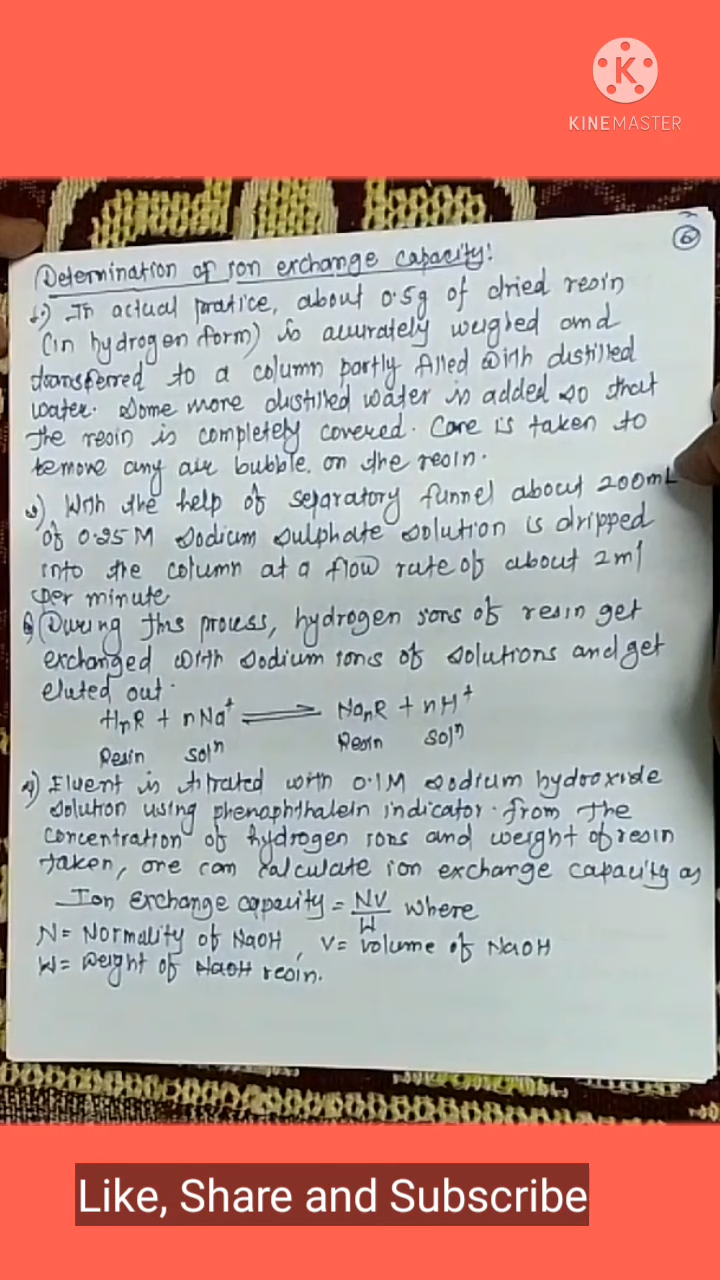 KINEMASTER
6
Determination of ion exchange capacity:
1.) In actual pratice, about 0.5g of dried resin
(in hydrogen form) is accurately weighed and
transferred to a column partly filled with distilled
water. Some more distilled water is added so that
the resin is completely covered. Care is taken to
remove any air bubble on the resin.
2) With the help of separatory funnel about 200mL
of 0.25M sodium sulphate solution is dripped
into the column at a flow rate of about 2ml
per minute
3) During this process, hydrogen ions of resin get
exchanged with sodium ions of solutions and get
eluted out.
HnR + nNa+ ⇌ NanR + nH+
Resin soln Resin soln
4) Eluent is titrated with 0.1M sodium hydroxide
solution using phenaphthalein indicator. from the
concentration of hydrogen ions and weight of resin
taken, one can calculate ion exchange capacity as
Ion exchange capacity = NV/W where
N= Normality of NaOH, V= volume of NaOH
W= weight of NaOH resin.
Like, Share and Subscribe